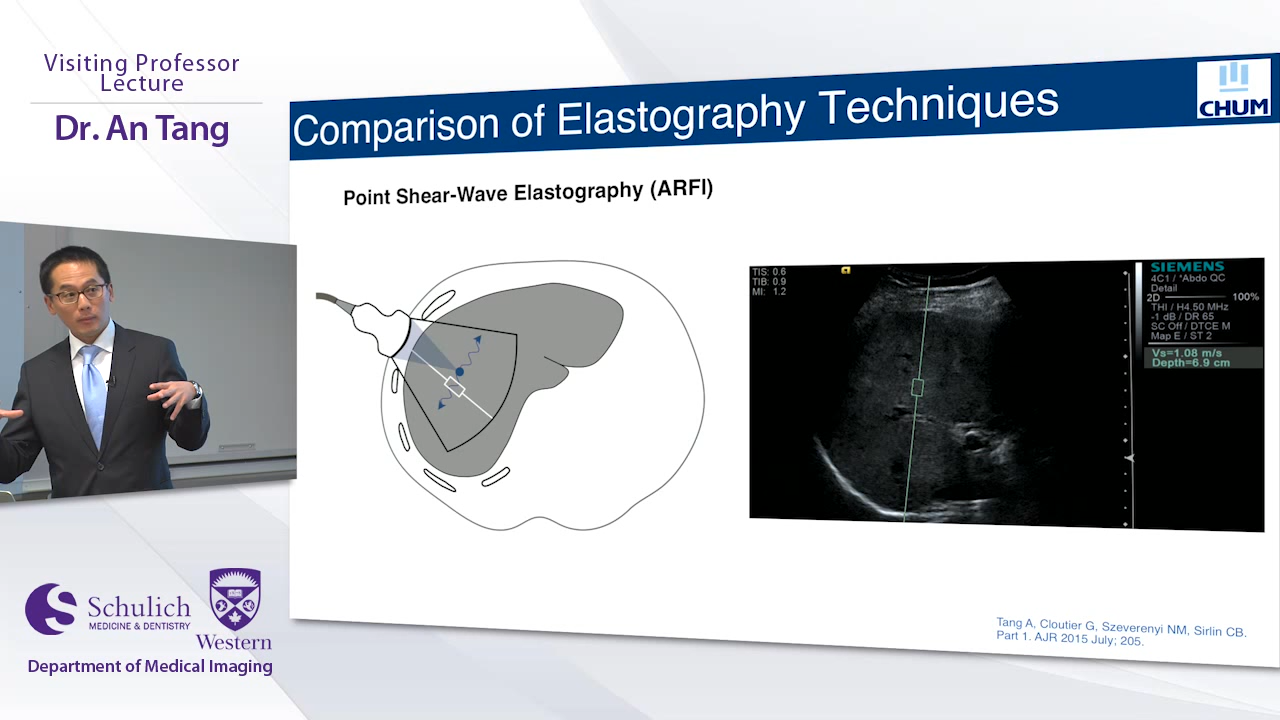 Visiting Professor
Lecture
Dr. An Tang
Comparison of Elastography Techniques
CHUM
Point Shear-Wave Elastography (ARFI)
TIS: 0.6
TIB: 0.9
MI: 1.2
SIEMENS
4C1 / *Abdo QC
Detail
2D 100%
THI / H4.50 MHz
-1 dB / DR 65
SC Off / DTCE M
Map E / ST 2
Vs=1.08 m/s
Depth=6.9 cm
Schulich
MEDICINE & DENTISTRY
Western
Department of Medical Imaging
Tang A, Cloutier G, Szeverenyi NM, Sirlin CB.
Part 1. AJR 2015 July; 205.